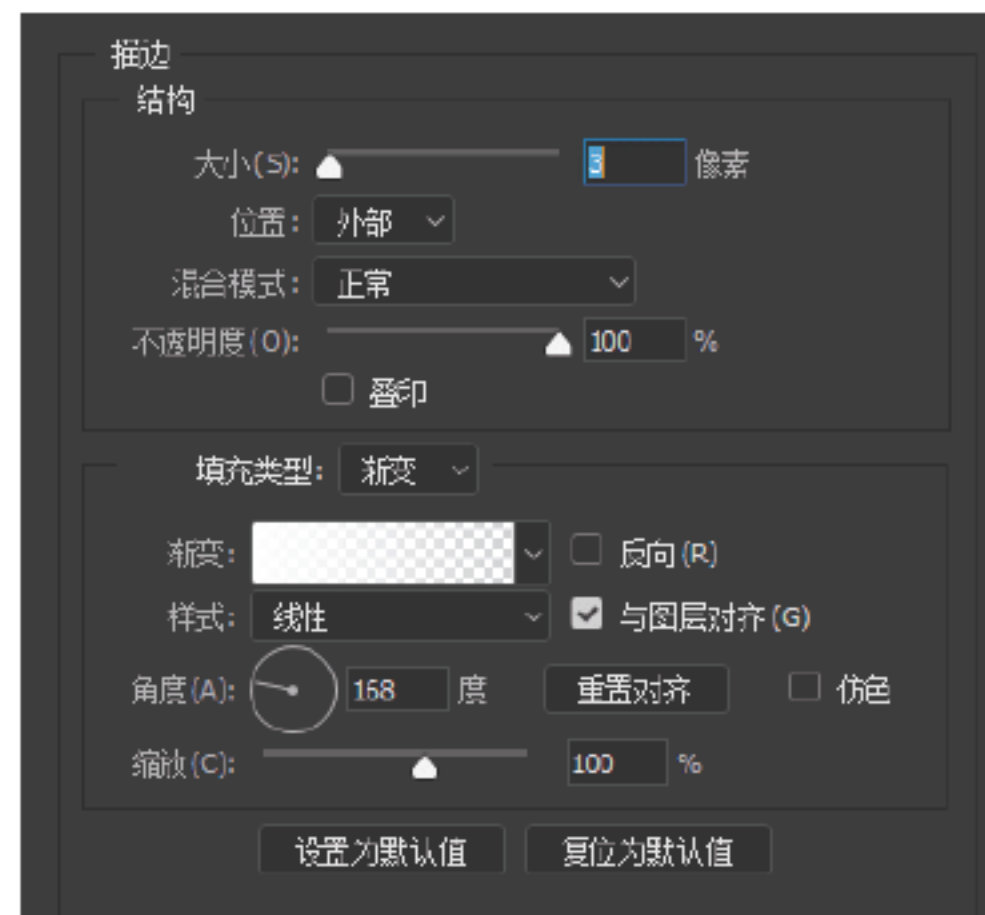 描边
结构
大小(S): 3 像素
位置: 外部
混合模式: 正常
不透明度(O): 100 %
叠印
填充类型: 渐变
渐变: 反向(R)
样式: 线性 与图层对齐(G)
角度(A): 168 度 重置对齐 仿色
缩放(C): 100 %
设置为默认值 复位为默认值